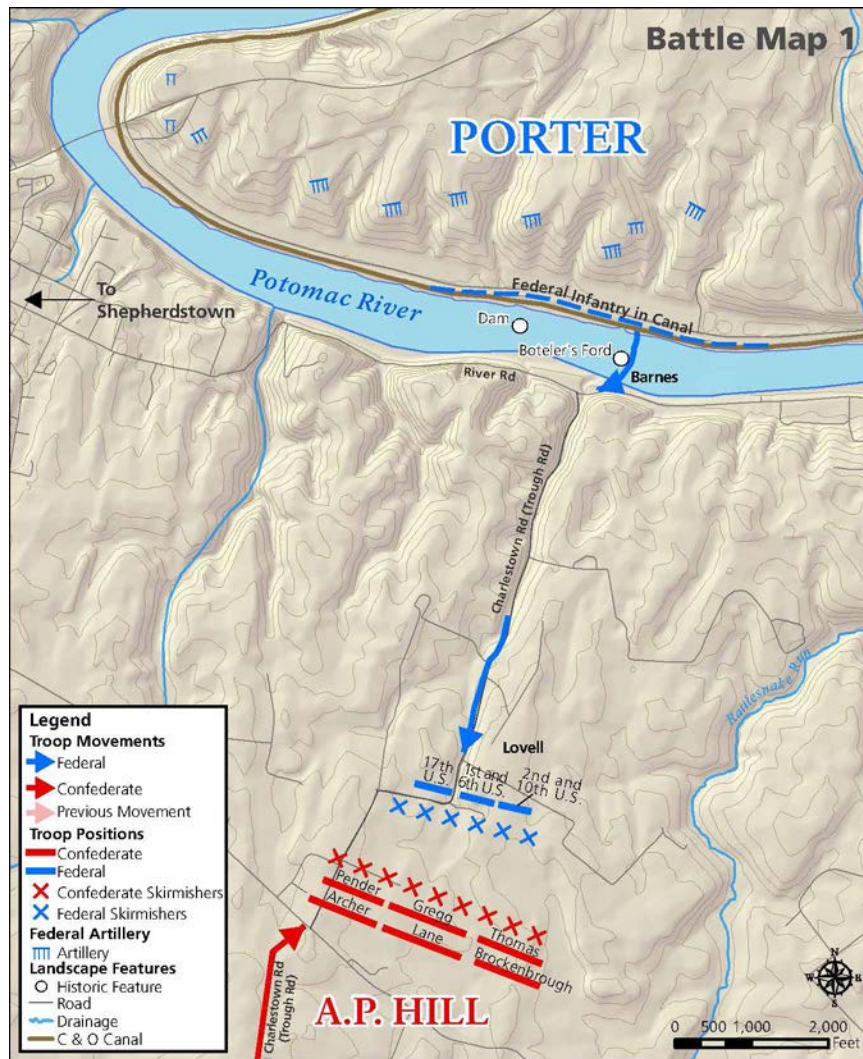 Battle Map 1
PORTER
Potomac River
To
Shepherdstown
Federal Infantry in Canal
Dam
Boteler's Ford
Barnes
River Rd
Charlestown Rd (Trough Rd)
Rattlesnake Run
Lovell
17th
U.S.
1st and
6th U.S.
2nd and
10th U.S.
Pender
Gregg
Thomas
Archer
Lane
Brockenbrough
A.P. HILL
Charlestown Rd
(Trough Rd)
Legend
Troop Movements
Federal
Confederate
Previous Movement
Troop Positions
Confederate
Federal
Confederate Skirmishers
Federal Skirmishers
Federal Artillery
Artillery
Landscape Features
Historic Feature
Road
Drainage
C & O Canal
N
W E
S
0 500 1,000 2,000
Feet